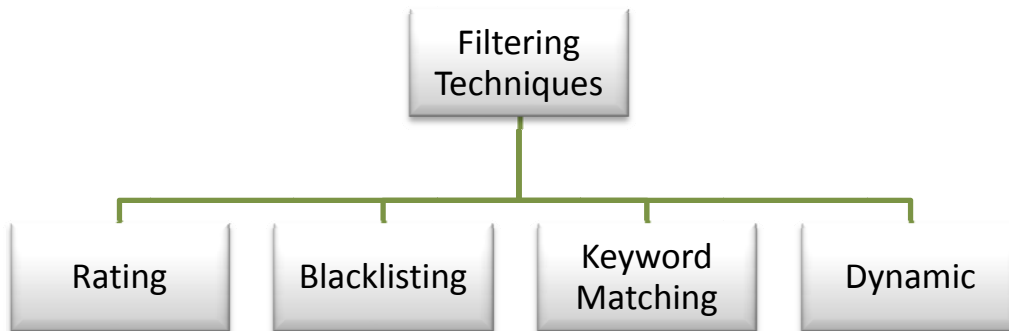 Filtering
Techniques
Rating
Blacklisting
Keyword
Matching
Dynamic